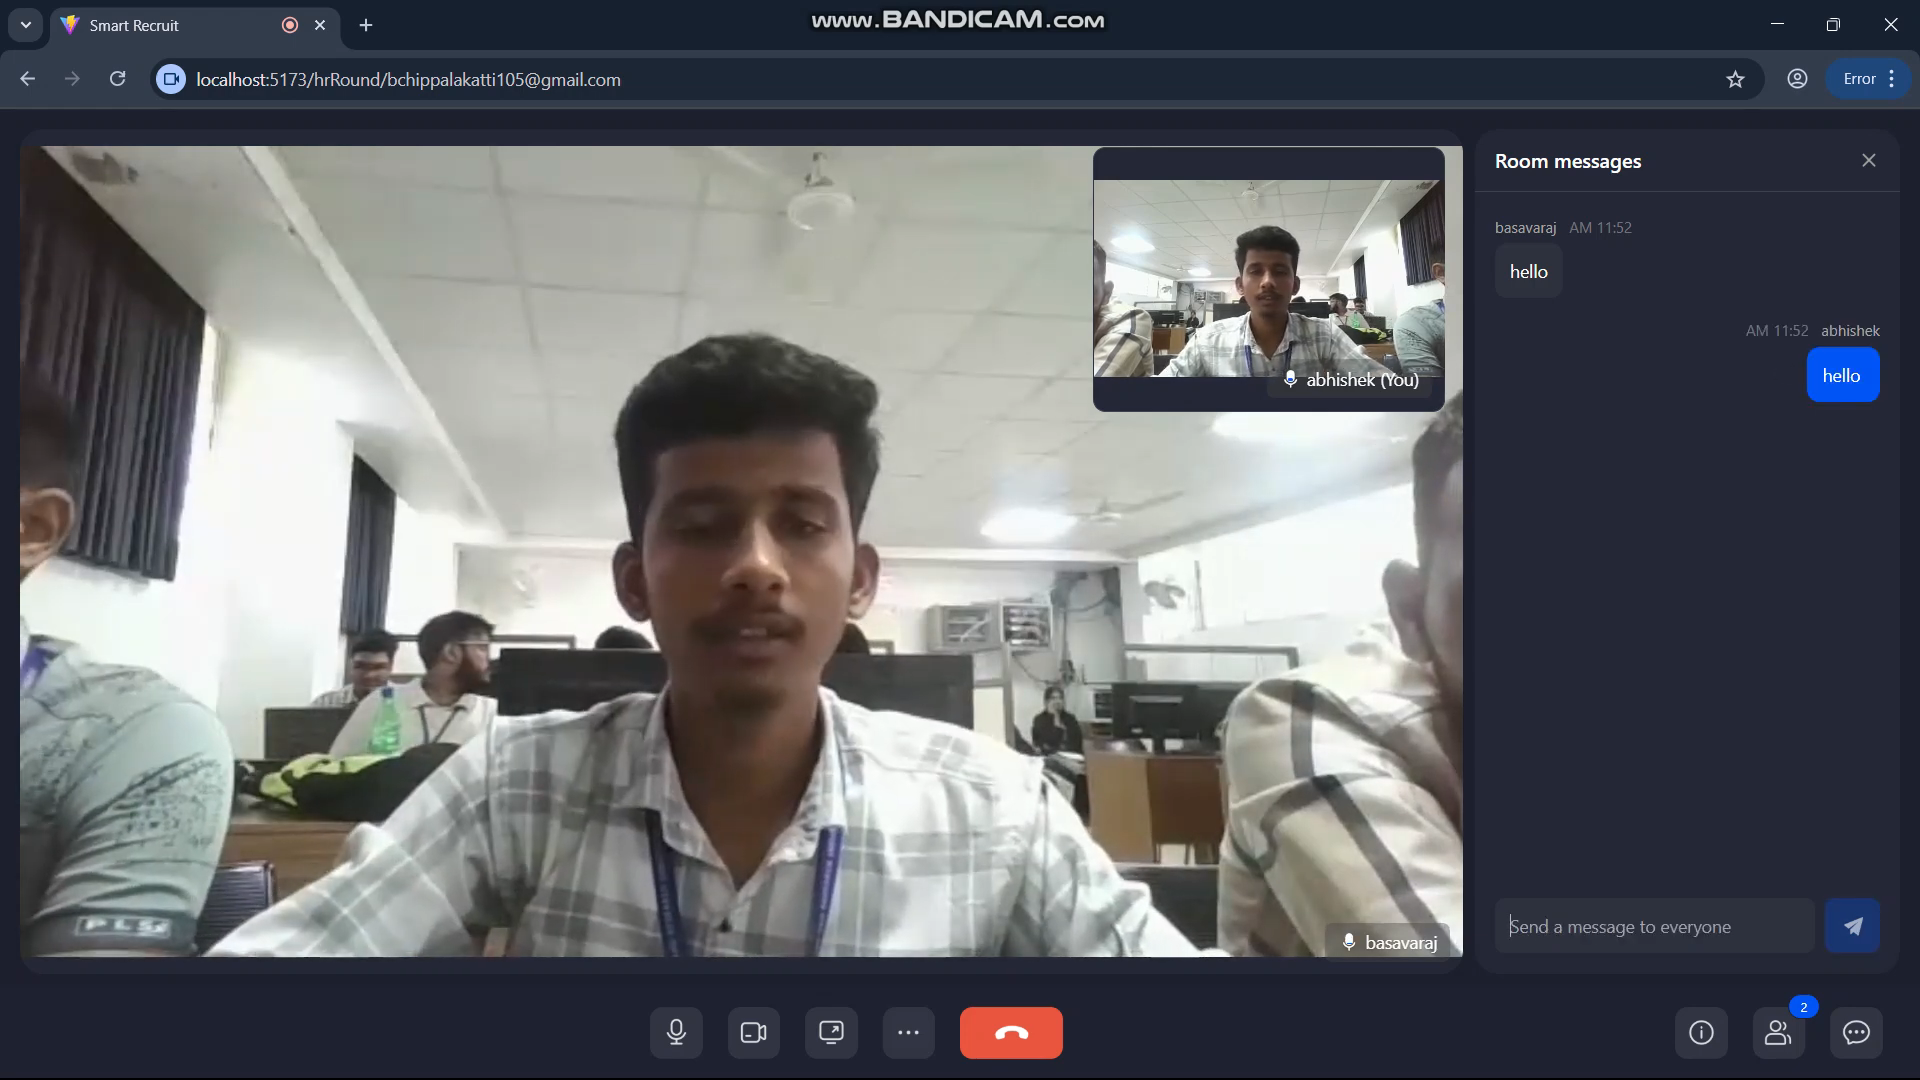 Smart Recruit
www.BANDICAM.com
localhost:5173/hrRound/bchippalakatti105@gmail.com
Error
Room messages
basavaraj AM 11:52
hello
AM 11:52 abhishek
hello
abhishek (You)
basavaraj
Send a message to everyone
2